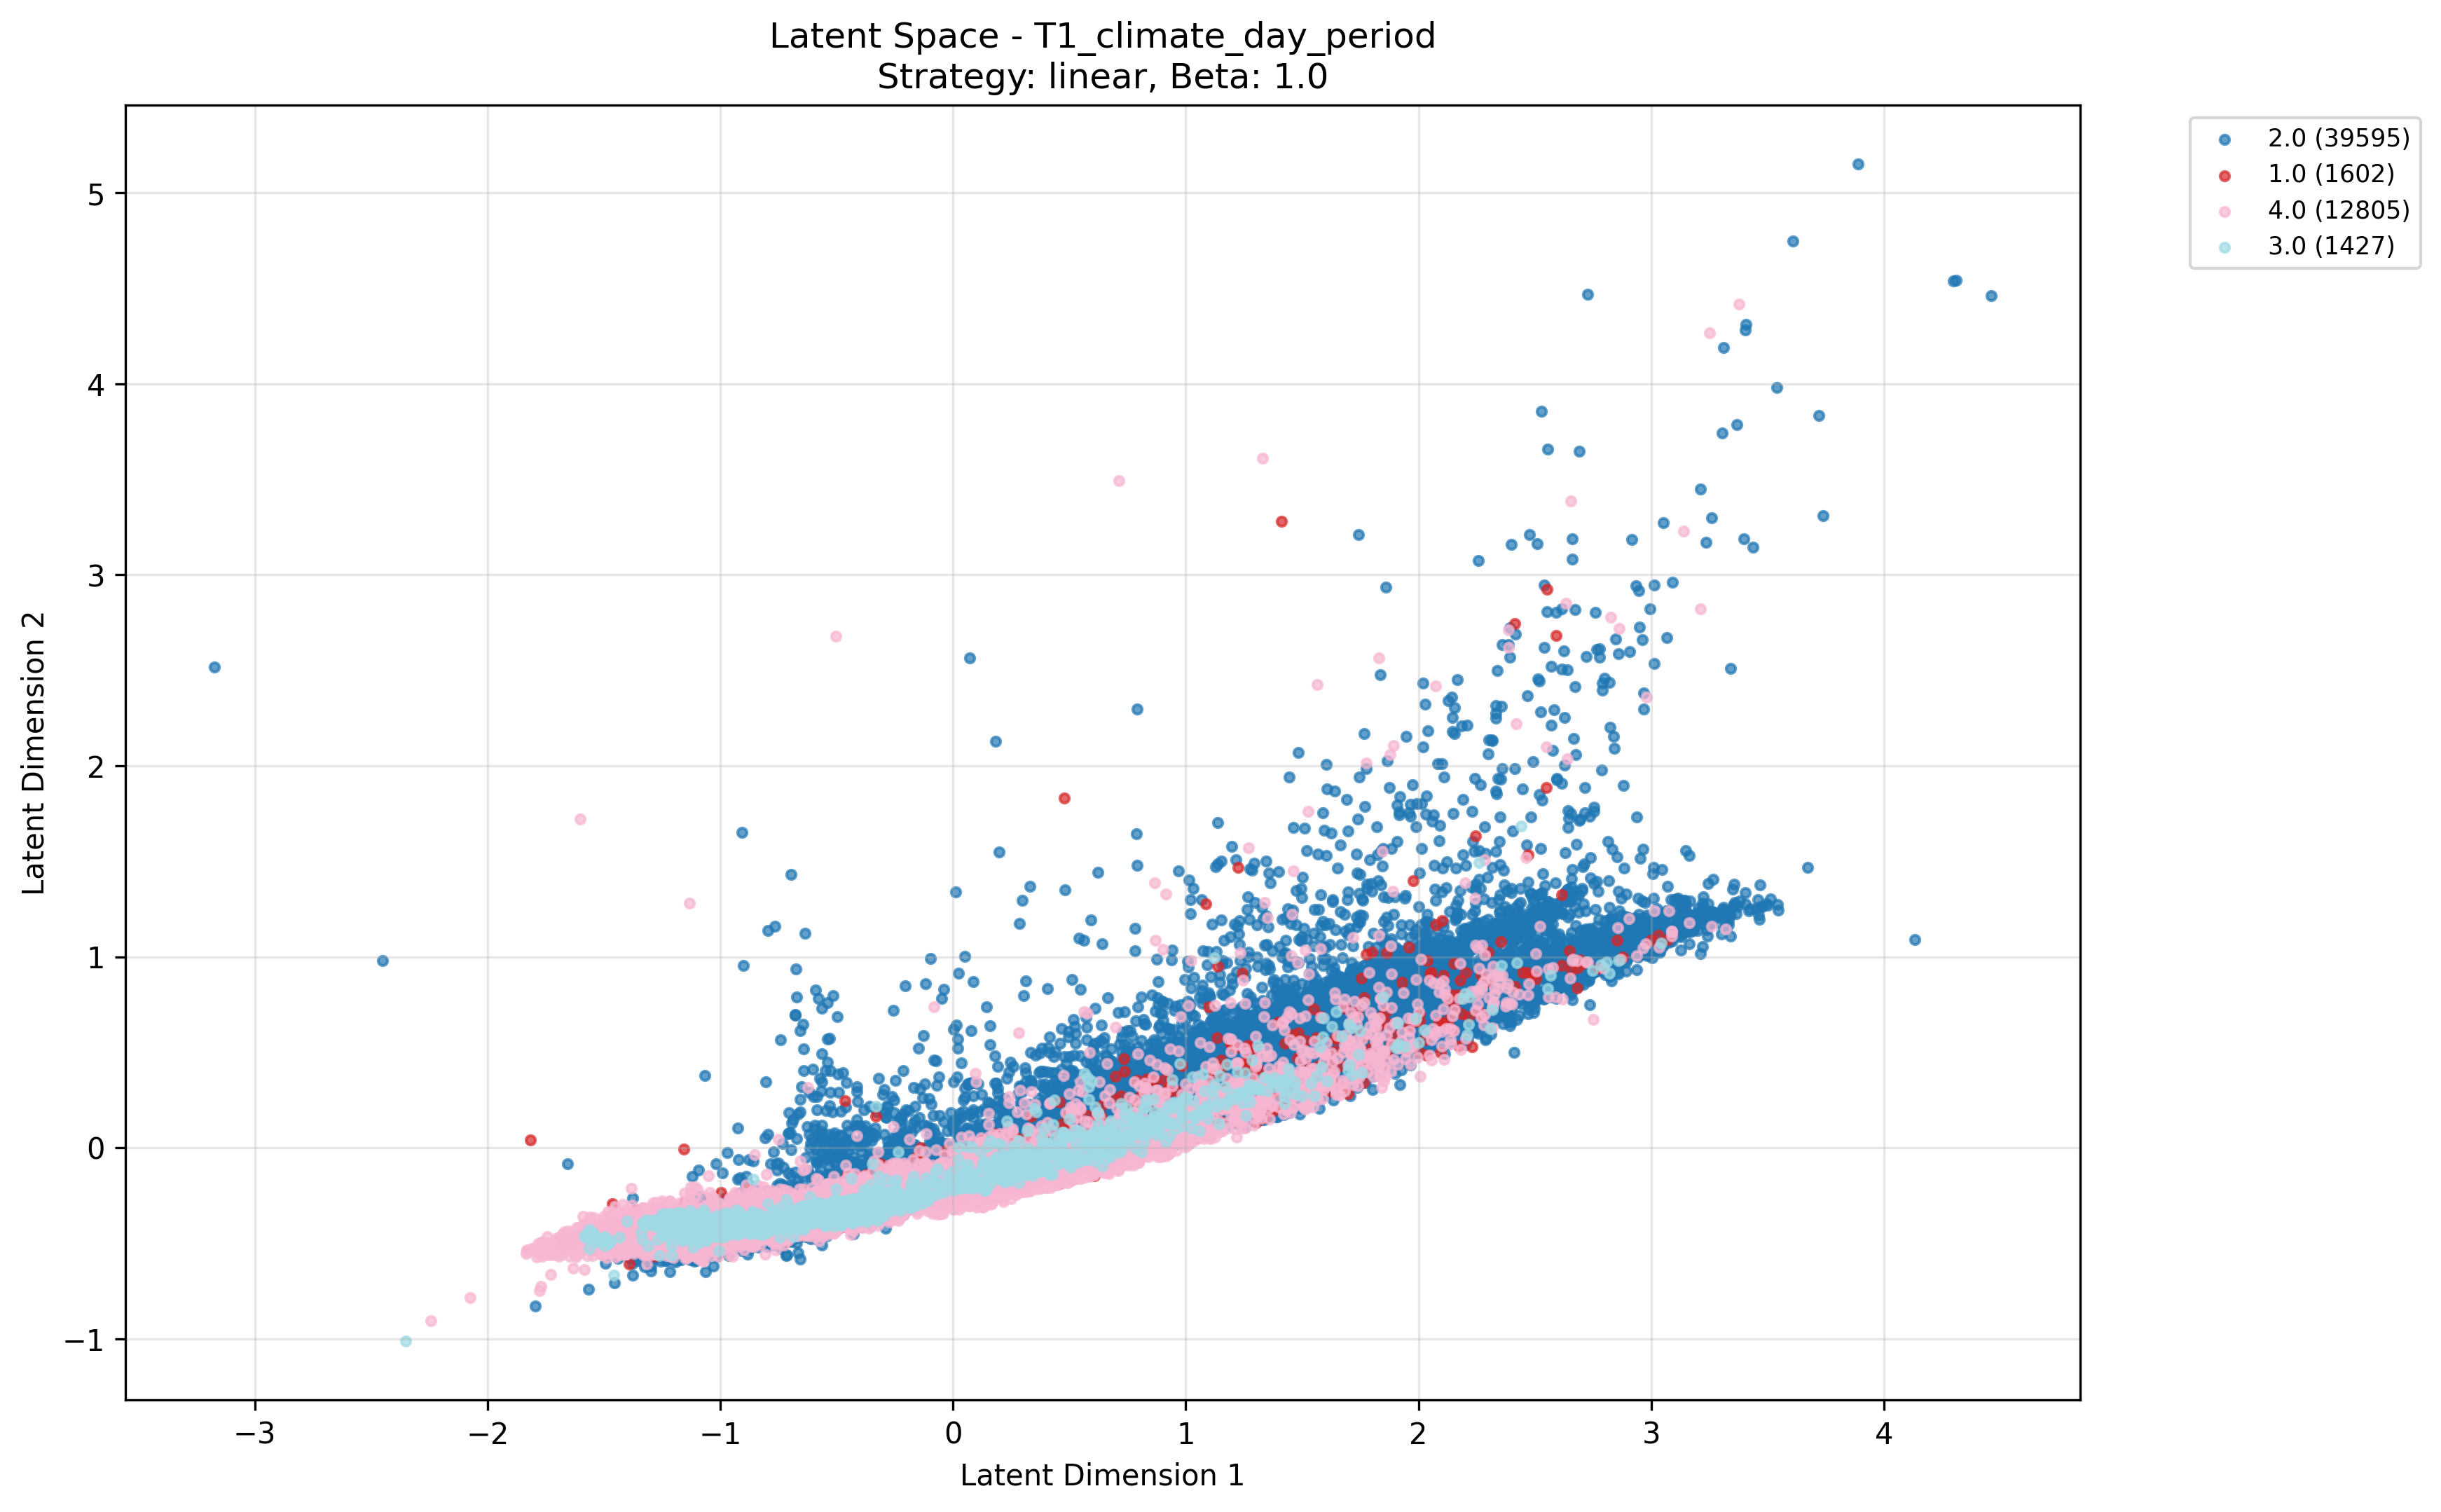 Latent Space - T1_climate_day_period
Strategy: linear, Beta: 1.0
2.0 (39595)
1.0 (1602)
4.0 (12805)
3.0 (1427)
5
4
3
2
1
0
−1
Latent Dimension 2
−3 −2 −1 0 1 2 3 4
Latent Dimension 1